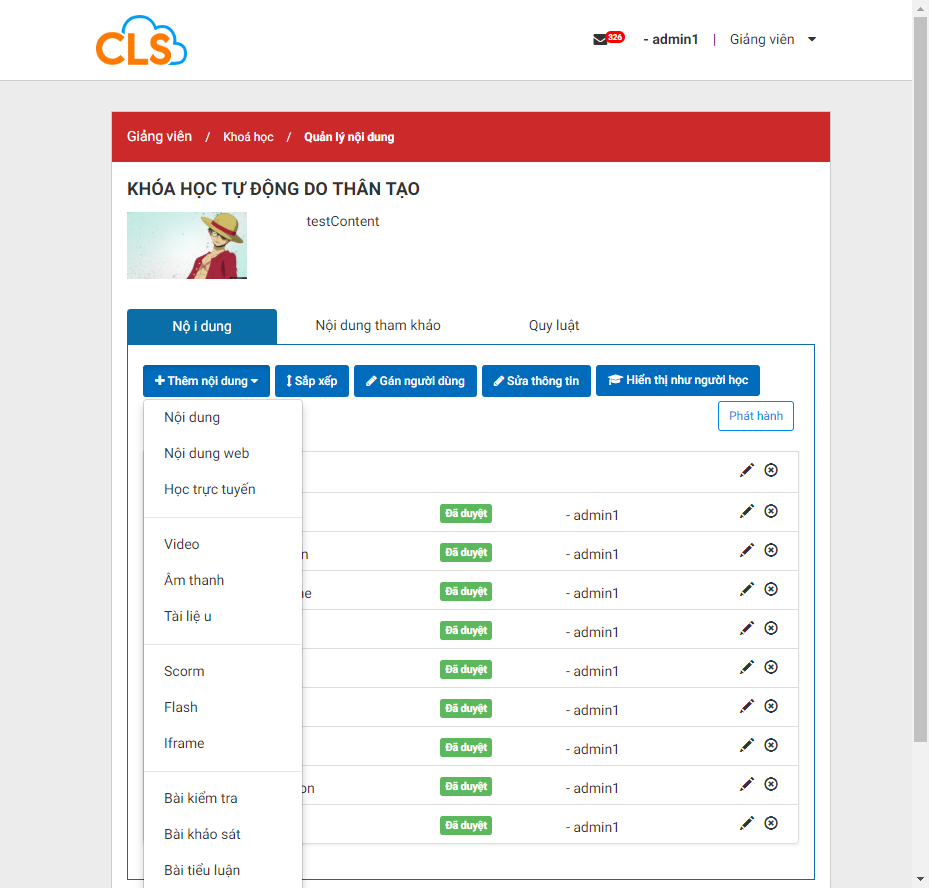 CLS
326
- admin1 | Giảng viên
Giảng viên / Khoá học / Quản lý nội dung
KHÓA HỌC TỰ ĐỘNG DO THÂN TẠO
testContent
Nộ i dung Nội dung tham khảo Quy luật
Thêm nội dung Sắp xếp Gán người dùng Sửa thông tin Hiển thị như người học
Phát hành
Nội dung
Nội dung web
Học trực tuyến
Video
Âm thanh
Tài liệ u
Scorm
Flash
Iframe
Bài kiểm tra
Bài khảo sát
Bài tiểu luận
Đã duyệt - admin1
n Đã duyệt - admin1
ne Đã duyệt - admin1
Đã duyệt - admin1
Đã duyệt - admin1
Đã duyệt - admin1
Đã duyệt - admin1
on Đã duyệt - admin1
Đã duyệt - admin1